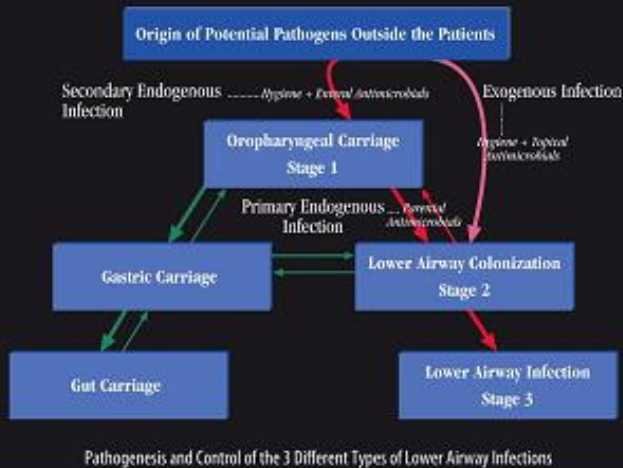 Origin of Potential Pathogens Outside the Patients
Secondary Endogenous
Infection
Hygiene + Enteral Antimicrobials
Exogenous Infection
Hygiene + Topical
Antimicrobials
Oropharyngeal Carriage
Stage 1
Primary Endogenous
Infection
Parental
Antimicrobials
Gastric Carriage
Lower Airway Colonization
Stage 2
Gut Carriage
Lower Airway Infection
Stage 3
Pathogenesis and Control of the 3 Different Types of Lower Airway Infections